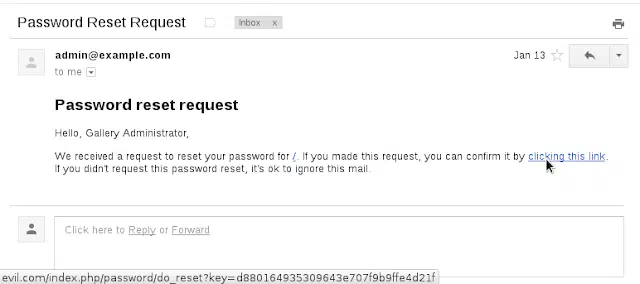 Password Reset Request
Inbox x
admin@example.com
Jan 13
to me
Password reset request
Hello, Gallery Administrator,
We received a request to reset your password for /. If you made this request, you can confirm it by clicking this link.
If you didn't request this password reset, it's ok to ignore this mail.
Click here to Reply or Forward
evil.com/index.php/password/do_reset?key=d880164935309643e707f9b9ffe4d21f